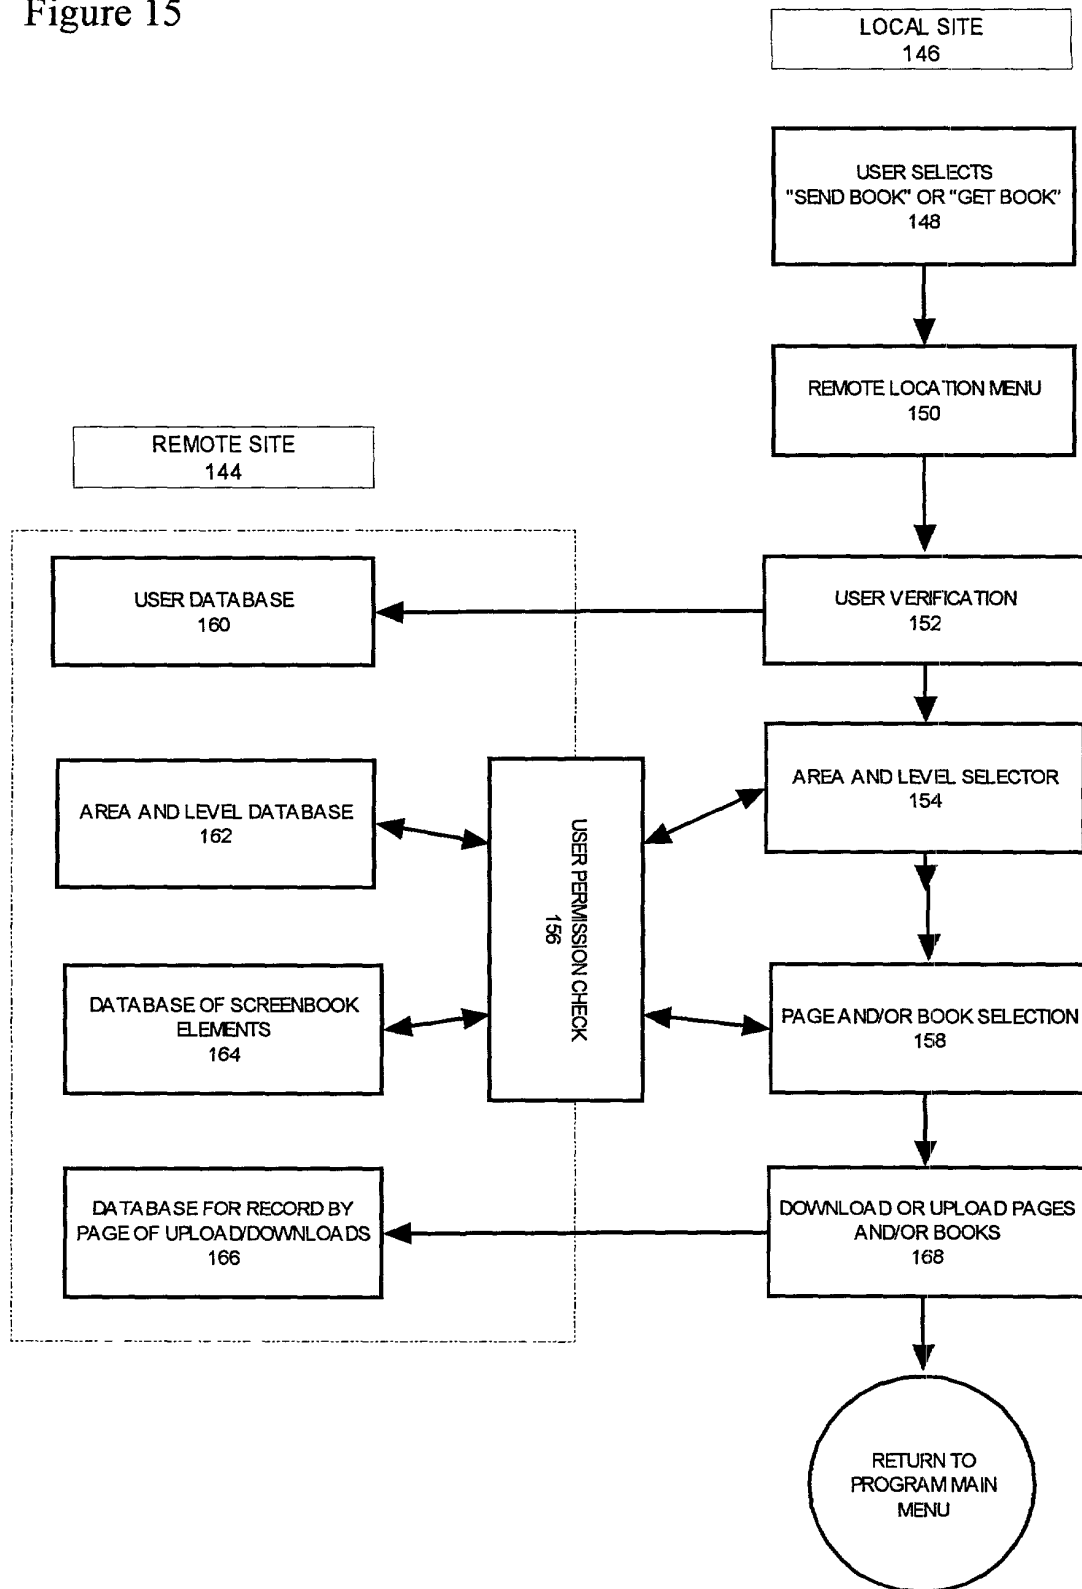 Figure 15
LOCAL SITE
146
USER SELECTS
"SEND BOOK" OR "GET BOOK"
148
REMOTE LOCATION MENU
150
REMOTE SITE
144
USER DATABASE
160
USER VERIFICATION
152
AREA AND LEVEL DATABASE
162
USER PERMISSION CHECK
156
AREA AND LEVEL SELECTOR
154
DATABASE OF SCREENBOOK
ELEMENTS
164
PAGE AND/OR BOOK SELECTION
158
DATABASE FOR RECORD BY
PAGE OF UPLOAD/DOWNLOADS
166
DOWNLOAD OR UPLOAD PAGES
AND/OR BOOKS
168
RETURN TO
PROGRAM MAIN
MENU